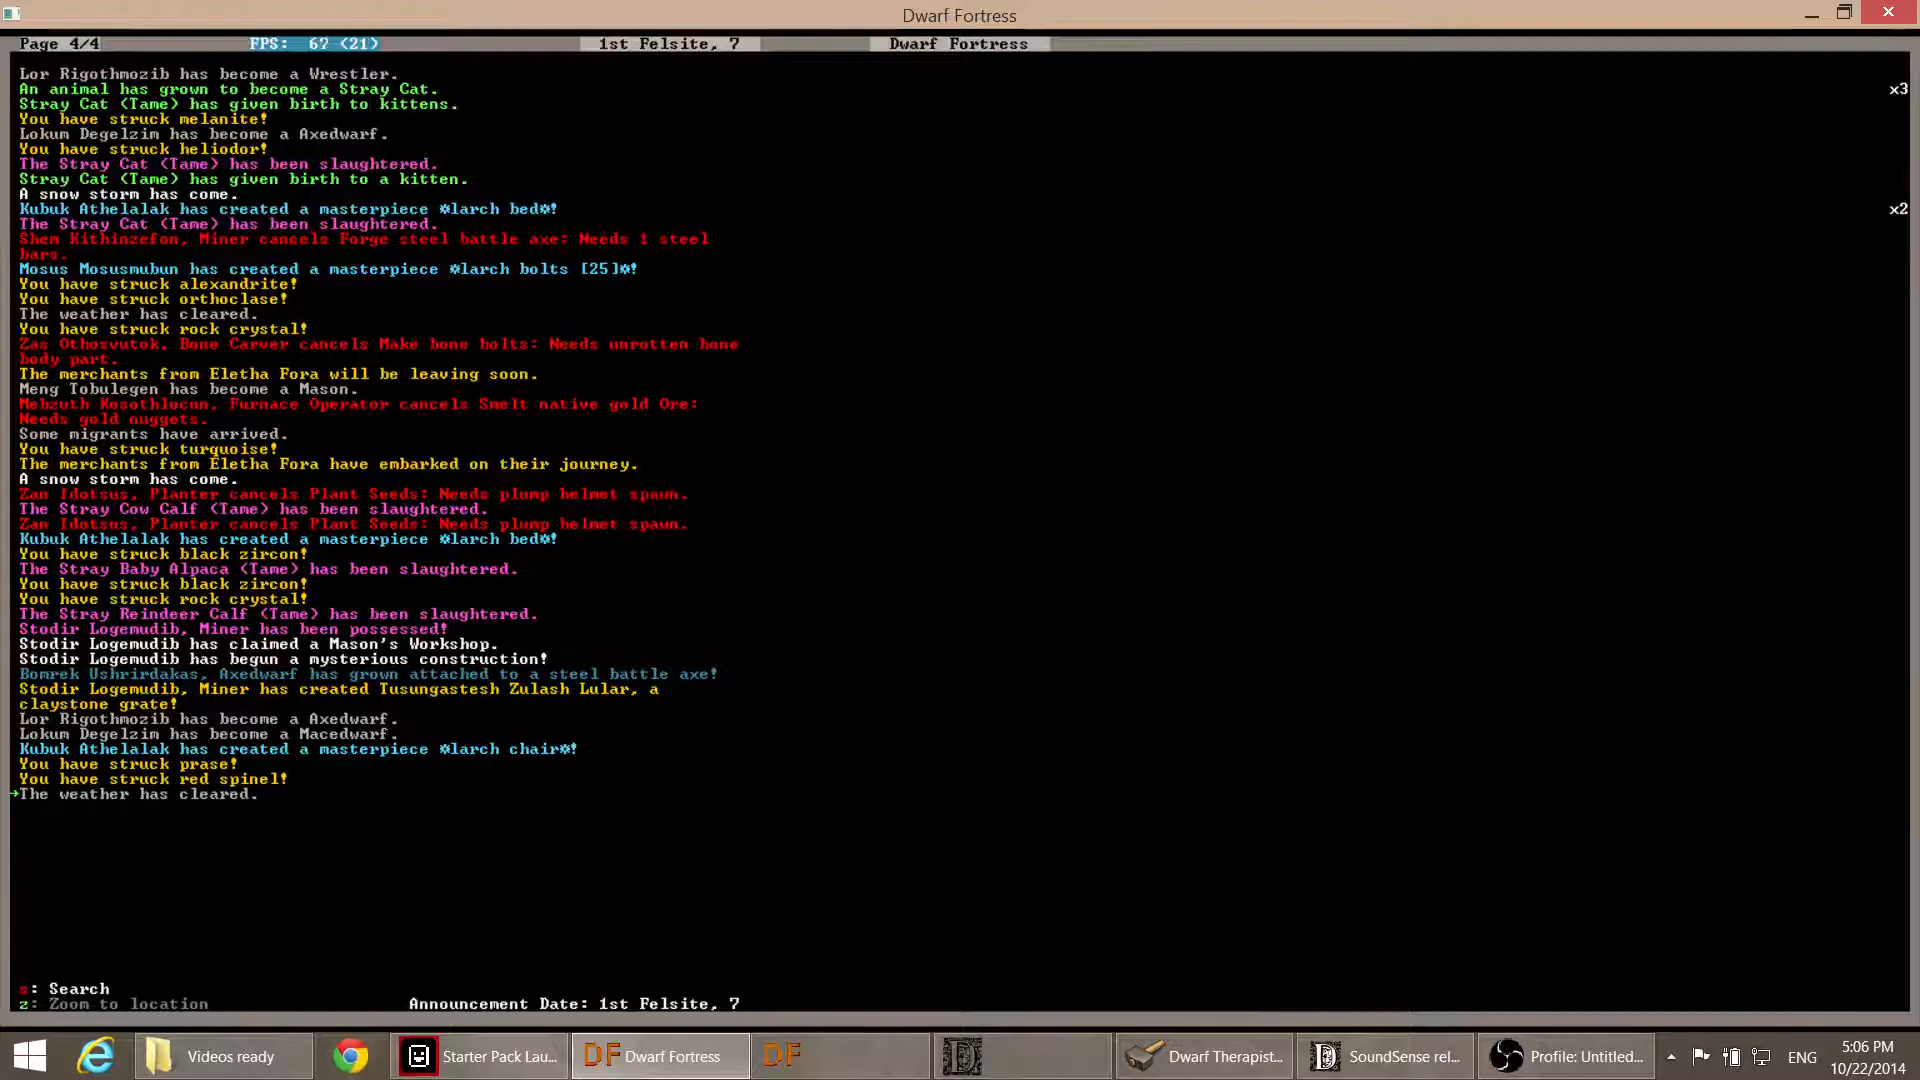 Dwarf Fortress
Page 4/4 FPS: 67 (21) 1st Felsite, 7 Dwarf Fortress
Lor Rigothmozib has become a Wrestler.
An animal has grown to become a Stray Cat. x3
Stray Cat (Tame) has given birth to kittens.
You have struck melanite!
Lokum Degelzim has become a Axedwarf.
You have struck heliodor!
The Stray Cat (Tame) has been slaughtered.
Stray Cat (Tame) has given birth to a kitten.
A snow storm has come.
Kubuk Athelalak has created a masterpiece ☼larch bed☼! x2
The Stray Cat (Tame) has been slaughtered.
Shem Kithinzefon, Miner cancels Forge steel battle axe: Needs 1 steel
bars.
Mosus Mosusmubun has created a masterpiece ☼larch bolts [25]☼!
You have struck alexandrite!
You have struck orthoclase!
The weather has cleared.
You have struck rock crystal!
Zas Othosvutok, Bone Carver cancels Make bone bolts: Needs unrotten bone
body part.
The merchants from Eletha Fora will be leaving soon.
Meng Tobulegen has become a Mason.
Mebzuth Kosothlocun, Furnace Operator cancels Smelt native gold Ore:
Needs gold nuggets.
Some migrants have arrived.
You have struck turquoise!
The merchants from Eletha Fora have embarked on their journey.
A snow storm has come.
Zan Idotsus, Planter cancels Plant Seeds: Needs plump helmet spawn.
The Stray Cow Calf (Tame) has been slaughtered.
Zan Idotsus, Planter cancels Plant Seeds: Needs plump helmet spawn.
Kubuk Athelalak has created a masterpiece ☼larch bed☼!
You have struck black zircon!
The Stray Baby Alpaca (Tame) has been slaughtered.
You have struck black zircon!
You have struck rock crystal!
The Stray Reindeer Calf (Tame) has been slaughtered.
Stodir Logemudib, Miner has been possessed!
Stodir Logemudib has claimed a Mason's Workshop.
Stodir Logemudib has begun a mysterious construction!
Bomrek Ushrirdakas, Axedwarf has grown attached to a steel battle axe!
Stodir Logemudib, Miner has created Tusungastesh Zulash Lular, a
claystone grate!
Lor Rigothmozib has become a Axedwarf.
Lokum Degelzim has become a Macedwarf.
Kubuk Athelalak has created a masterpiece ☼larch chair☼!
You have struck prase!
You have struck red spinel!
→The weather has cleared.
s: Search
z: Zoom to location Announcement Date: 1st Felsite, 7
Videos ready Starter Pack Lau... DF Dwarf Fortress DF Dwarf Therapist... SoundSense rel... Profile: Untitled... ENG 5:06 PM
10/22/2014